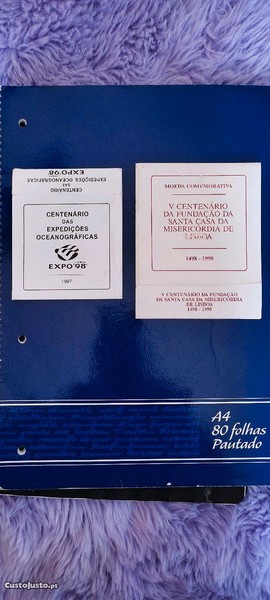 CENTENÁRIO
DAS
EXPEDIÇÕES OCEANOGRÁFICAS
EXPO'98
CENTENÁRIO
DAS
EXPEDIÇÕES
OCEANOGRÁFICAS
EXPO'98
1997
MOEDA COMEMORATIVA
V CENTENÁRIO
DA FUNDAÇÃO DA
SANTA CASA DA
MISERICÓRDIA DE
LISBOA
1498 - 1998
V CENTENÁRIO DA FUNDAÇÃO
DA SANTA CASA DA MISERICÓRDIA
DE LISBOA
1498 - 1998
A4
80 folhas
Pautado
CustoJusto.pt